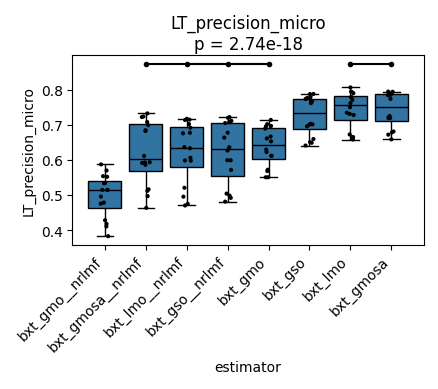 LT_precision_micro
p = 2.74e-18
LT_precision_micro
0.8
0.7
0.6
0.5
0.4
bxt_gmo__nrlmf
bxt_gmosa__nrlmf
bxt_lmo__nrlmf
bxt_gso__nrlmf
bxt_gmo
bxt_gso
bxt_lmo
bxt_gmosa
estimator